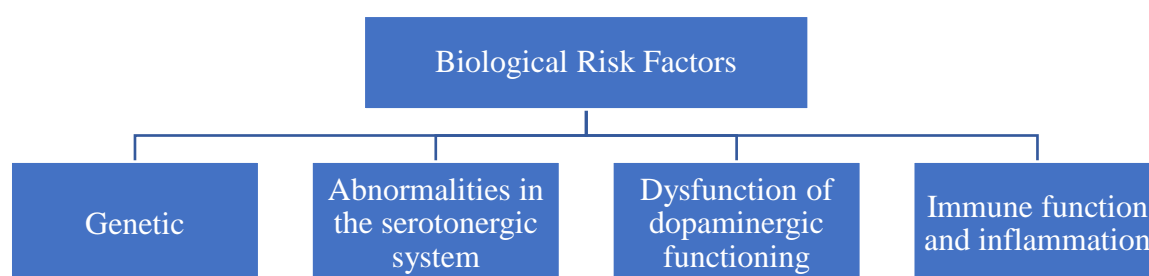 Biological Risk Factors
Genetic
Abnormalities in
the serotonergic
system
Dysfunction of
dopaminergic
functioning
Immune function
and inflammation